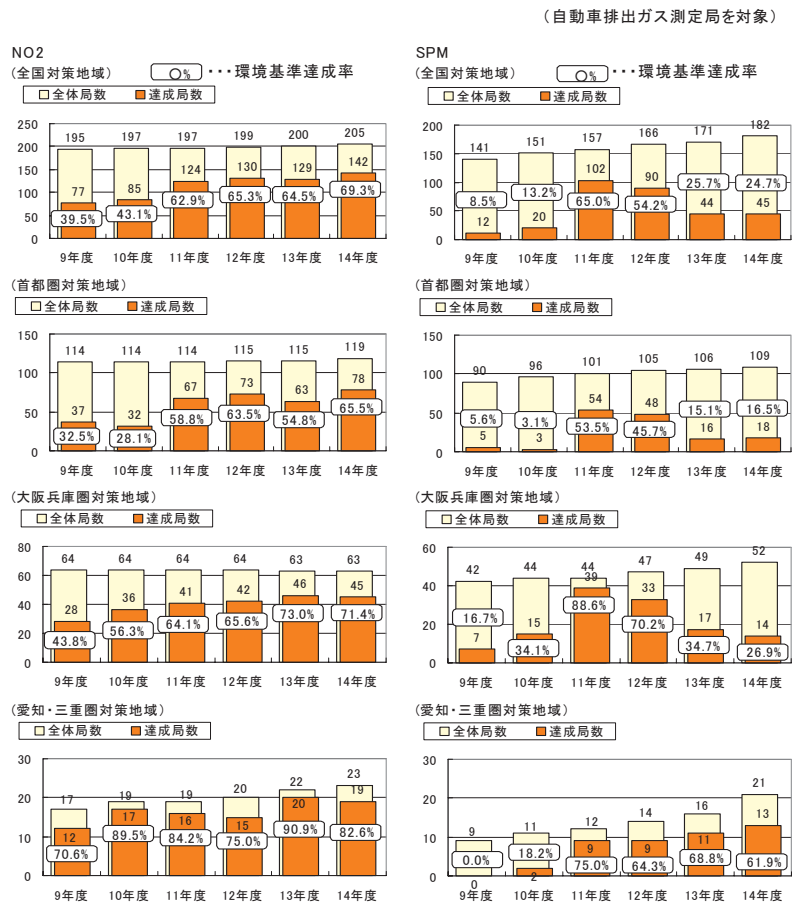 (自動車排出ガス測定局を対象)
NO2
(全国対策地域) ○% ・・・環境基準達成率
全体局数 達成局数
250
200
150
100
50
0
195 197 197 199 200 205
77 85 124 130 129 142
39.5% 43.1% 62.9% 65.3% 64.5% 69.3%
9年度 10年度 11年度 12年度 13年度 14年度
(首都圏対策地域)
全体局数 達成局数
150
100
50
0
114 114 114 115 115 119
37 32 67 73 63 78
32.5% 28.1% 58.8% 63.5% 54.8% 65.5%
9年度 10年度 11年度 12年度 13年度 14年度
(大阪兵庫圏対策地域)
全体局数 達成局数
80
60
40
20
0
64 64 64 64 63 63
28 36 41 42 46 45
43.8% 56.3% 64.1% 65.6% 73.0% 71.4%
9年度 10年度 11年度 12年度 13年度 14年度
(愛知・三重圏対策地域)
全体局数 達成局数
30
20
10
0
17 19 19 20 22 23
12 17 16 15 20 19
70.6% 89.5% 84.2% 75.0% 90.9% 82.6%
9年度 10年度 11年度 12年度 13年度 14年度
SPM
(全国対策地域) ○% ・・・環境基準達成率
全体局数 達成局数
200
150
100
50
0
141 151 157 166 171 182
8.5% 13.2% 65.0% 54.2% 25.7% 24.7%
12 20 102 90 44 45
9年度 10年度 11年度 12年度 13年度 14年度
(首都圏対策地域)
全体局数 達成局数
150
100
50
0
90 96 101 105 106 109
5.6% 3.1% 53.5% 45.7% 15.1% 16.5%
5 3 54 48 16 18
9年度 10年度 11年度 12年度 13年度 14年度
(大阪兵庫圏対策地域)
全体局数 達成局数
60
40
20
0
42 44 44 47 49 52
7 15 39 33 17 14
16.7% 34.1% 88.6% 70.2% 34.7% 26.9%
9年度 10年度 11年度 12年度 13年度 14年度
(愛知・三重圏対策地域)
全体局数 達成局数
30
20
10
0
9 11 12 14 16 21
0 2 9 9 11 13
0.0% 18.2% 75.0% 64.3% 68.8% 61.9%
9年度 10年度 11年度 12年度 13年度 14年度